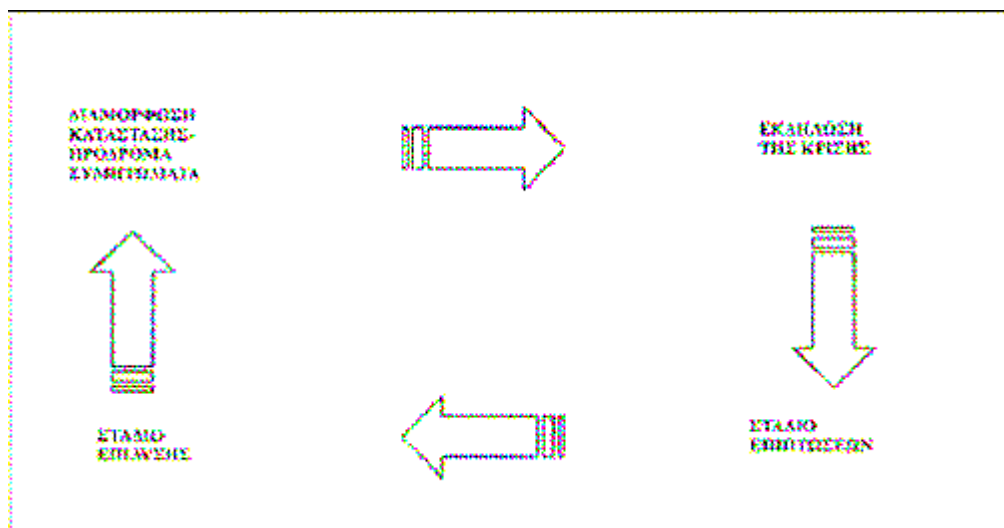 ΔΙΑΜΟΡΦΩΣΗ
ΚΑΤΑΣΤΑΣΗΣ-
ΠΡΟΔΡΟΜΑ
ΣΥΜΠΤΩΜΑΤΑ
ΕΚΔΗΛΩΣΗ
ΤΗΣ ΚΡΙΣΗΣ
ΣΤΑΔΙΟ
ΕΠΙΛΥΣΗΣ
ΣΤΑΔΙΟ
ΕΠΙΠΤΩΣΕΩΝ